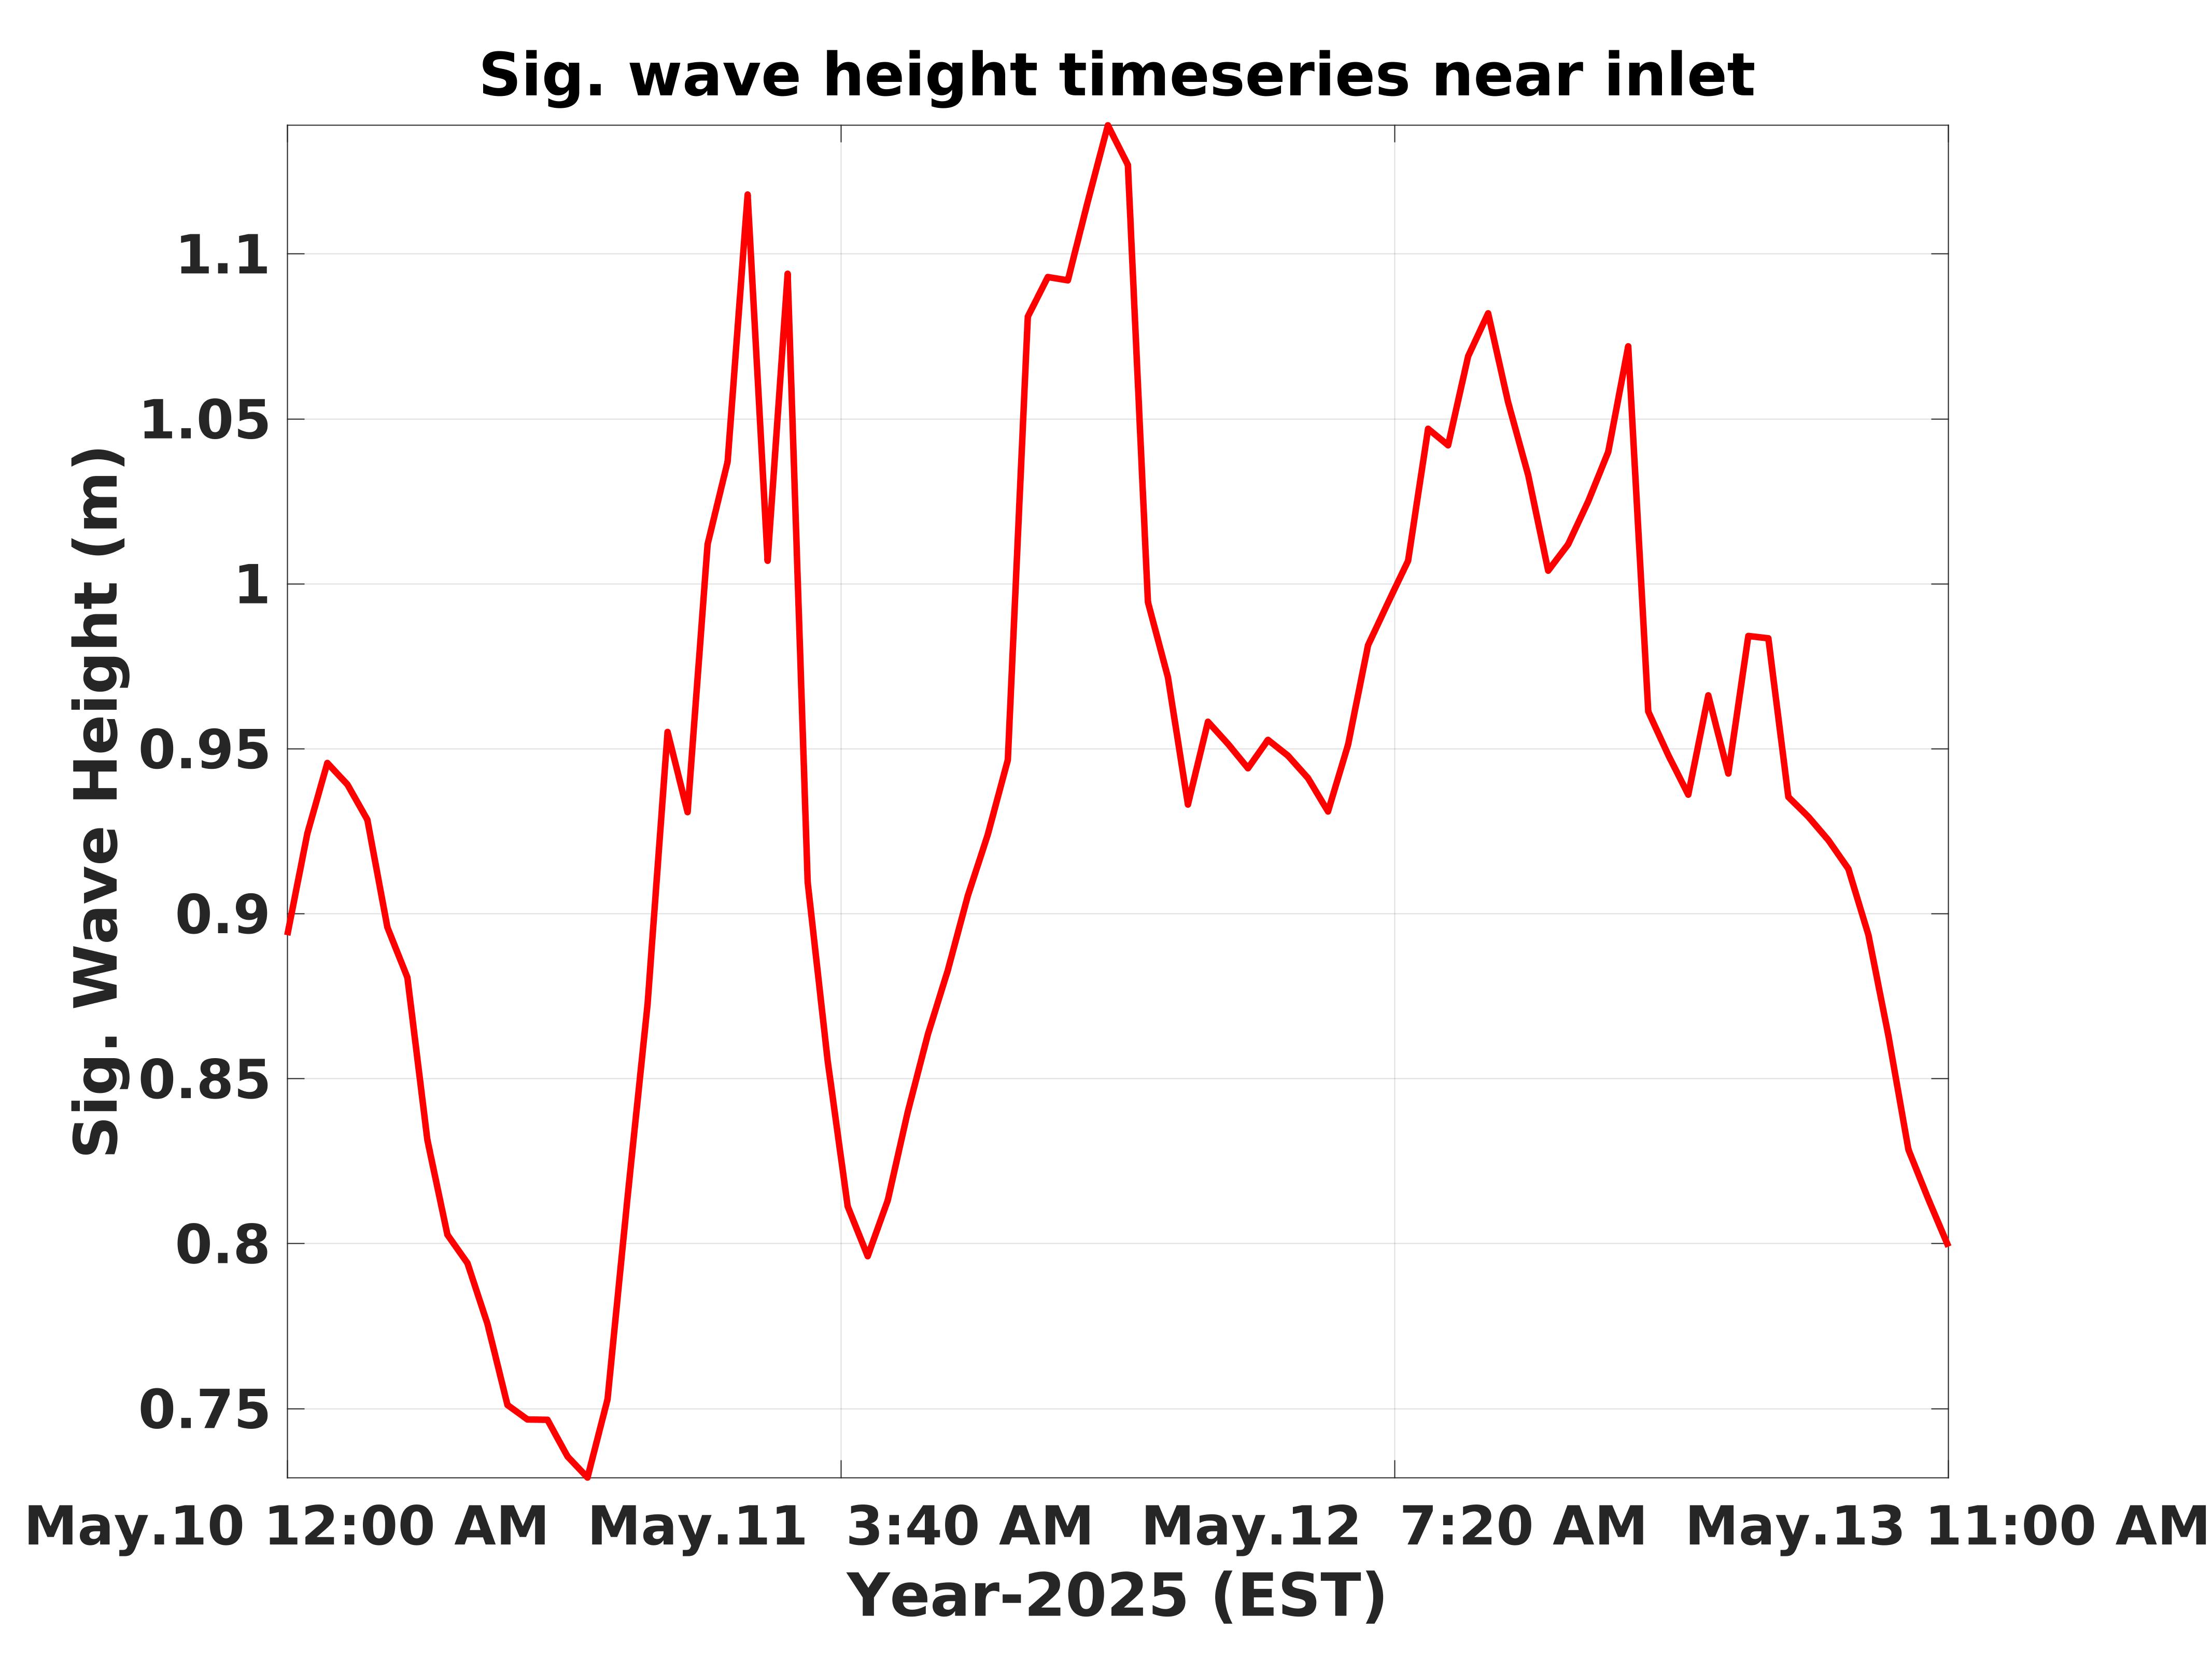 Sig. wave height timeseries near inlet
Sig. Wave Height (m)
1.1
1.05
1
0.95
0.9
0.85
0.8
0.75
May.10 12:00 AM May.11 3:40 AM May.12 7:20 AM May.13 11:00 AM
Year-2025 (EST)